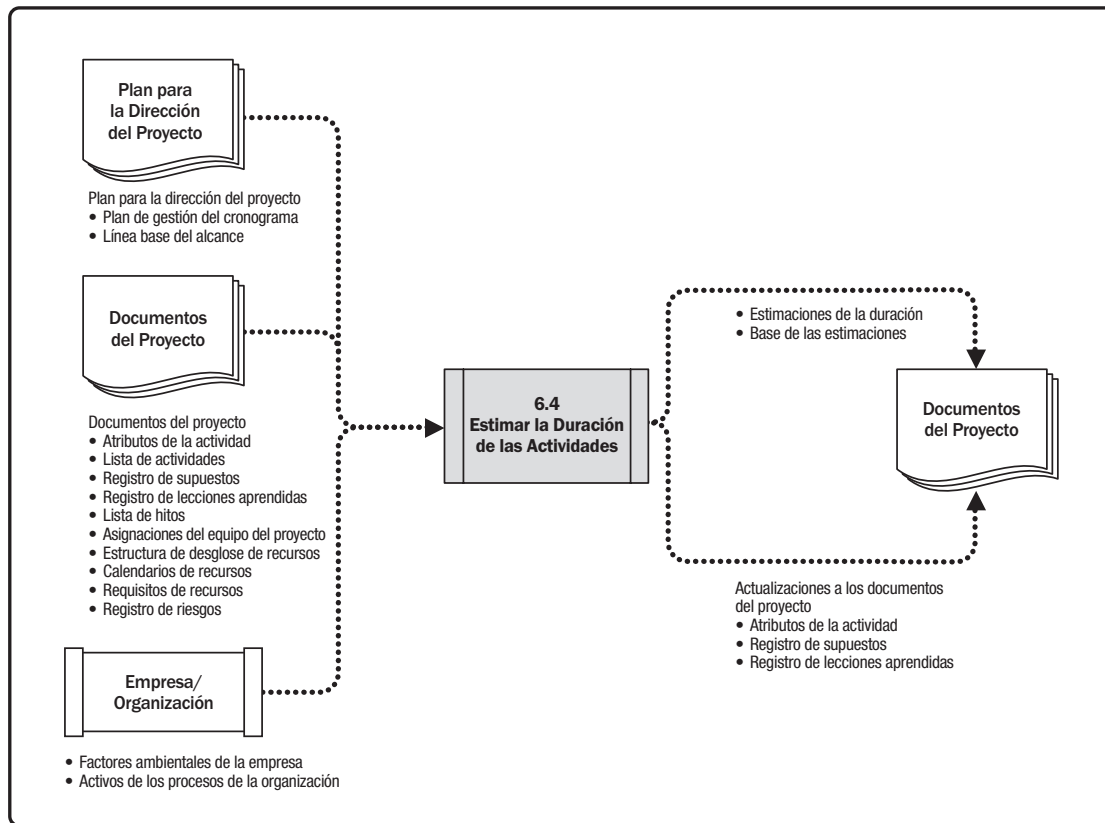 Plan para
la Dirección
del Proyecto
Plan para la dirección del proyecto
• Plan de gestión del cronograma
• Línea base del alcance
Documentos
del Proyecto
Documentos del proyecto
• Atributos de la actividad
• Lista de actividades
• Registro de supuestos
• Registro de lecciones aprendidas
• Lista de hitos
• Asignaciones del equipo del proyecto
• Estructura de desglose de recursos
• Calendarios de recursos
• Requisitos de recursos
• Registro de riesgos
Empresa/
Organización
• Factores ambientales de la empresa
• Activos de los procesos de la organización
6.4
Estimar la Duración
de las Actividades
• Estimaciones de la duración
• Base de las estimaciones
Documentos
del Proyecto
Actualizaciones a los documentos
del proyecto
• Atributos de la actividad
• Registro de supuestos
• Registro de lecciones aprendidas